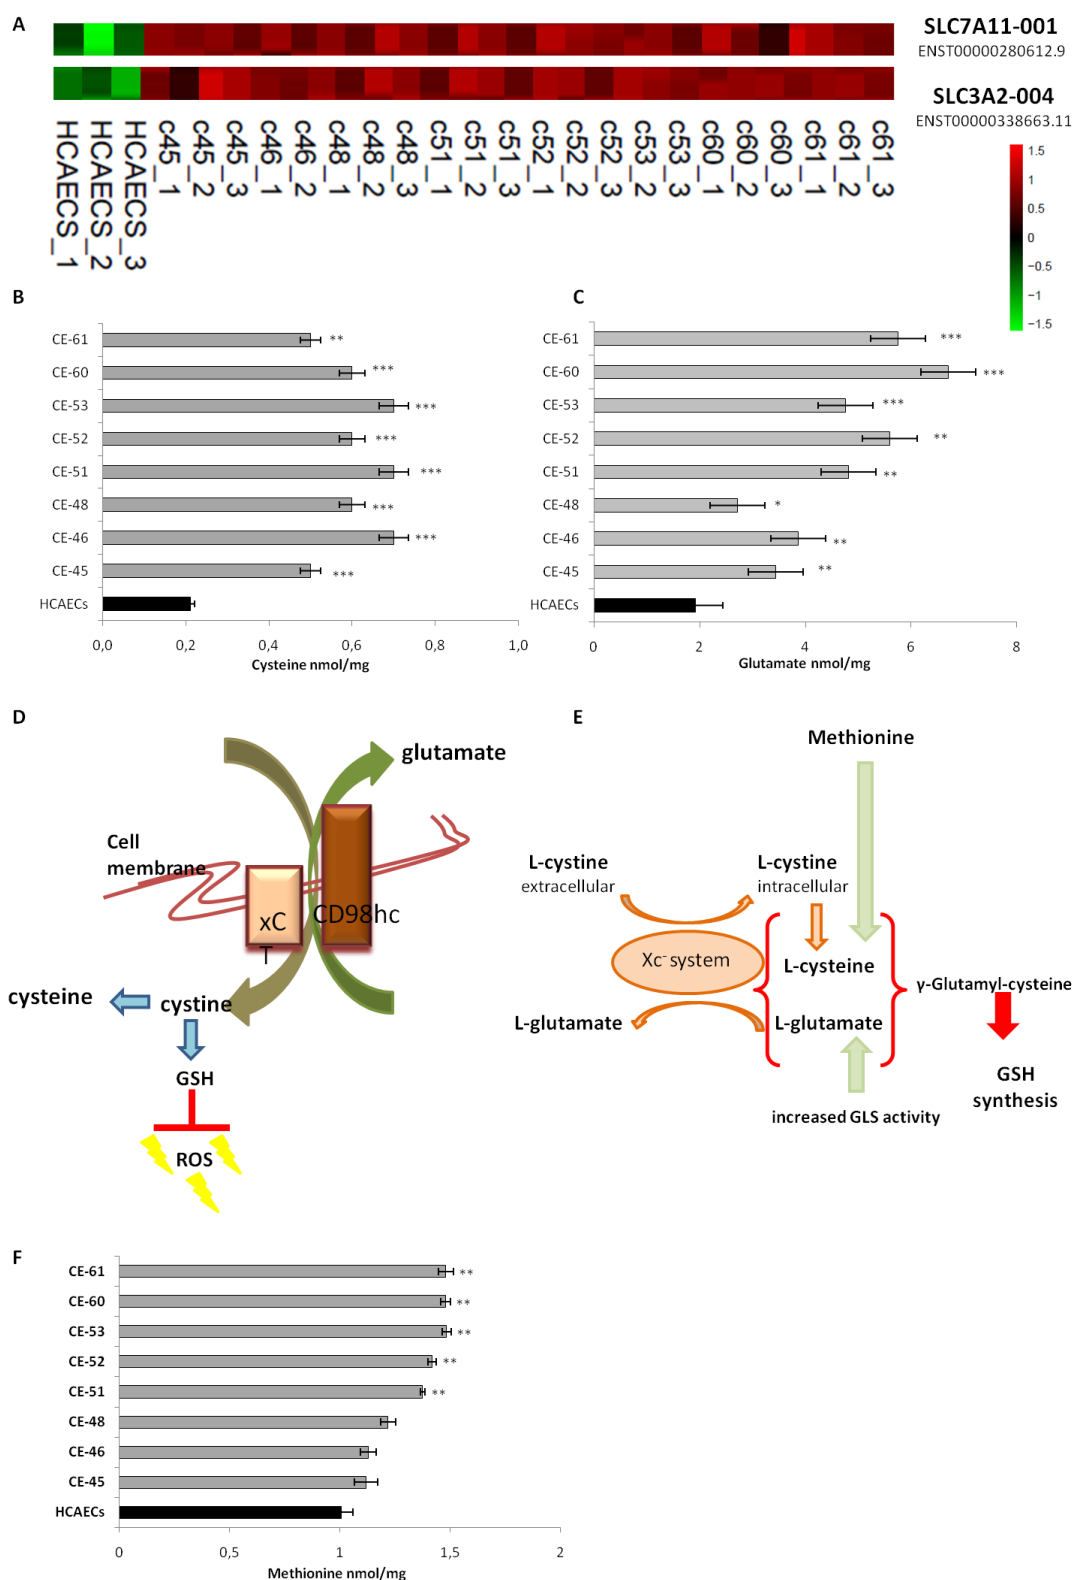 A
SLC7A11-001
ENST00000280612.9
SLC3A2-004
ENST00000338663.11
HCAECS_1
HCAECS_2
HCAECS_3
c45_1
c45_2
c45_3
c46_1
c46_2
c48_1
c48_2
c48_3
c51_1
c51_2
c51_3
c52_1
c52_2
c52_3
c53_2
c53_3
c60_1
c60_2
c60_3
c61_1
c61_2
c61_3
1.5
1
0.5
0
−0.5
−1
−1.5
B
CE-61
**
CE-60
***
CE-53
***
CE-52
***
CE-51
***
CE-48
***
CE-46
***
CE-45
***
HCAECs
0,0 0,2 0,4 0,6 0,8 1,0
Cysteine nmol/mg
C
CE-61
***
CE-60
***
CE-53
***
CE-52
**
CE-51
**
CE-48
*
CE-46
**
CE-45
**
HCAECs
0 2 4 6 8
Glutamate nmol/mg
D
glutamate
Cell
membrane
xC
T
CD98hc
cysteine
cystine
GSH
ROS
E
Methionine
L-cystine
extracellular
L-cystine
intracellular
Xc⁻ system
L-cysteine
γ-Glutamyl-cysteine
L-glutamate
L-glutamate
GSH
synthesis
increased GLS activity
F
CE-61
**
CE-60
**
CE-53
**
CE-52
**
CE-51
**
CE-48
CE-46
CE-45
HCAECs
0 0,5 1 1,5 2
Methionine nmol/mg